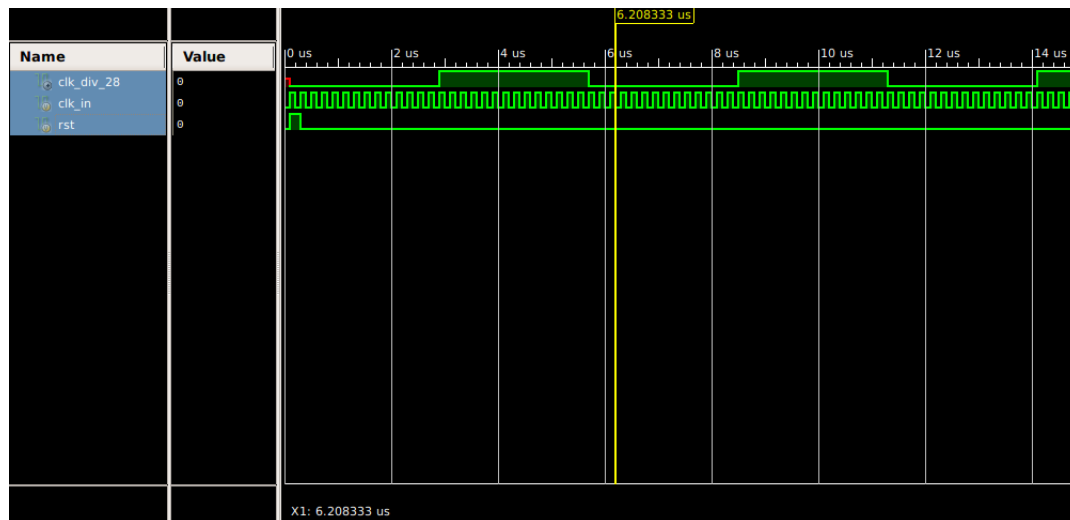 6.208333 us
Name Value
0 us 2 us 4 us 6 us 8 us 10 us 12 us 14 us
clk_div_28 0
clk_in 0
rst 0
X1: 6.208333 us